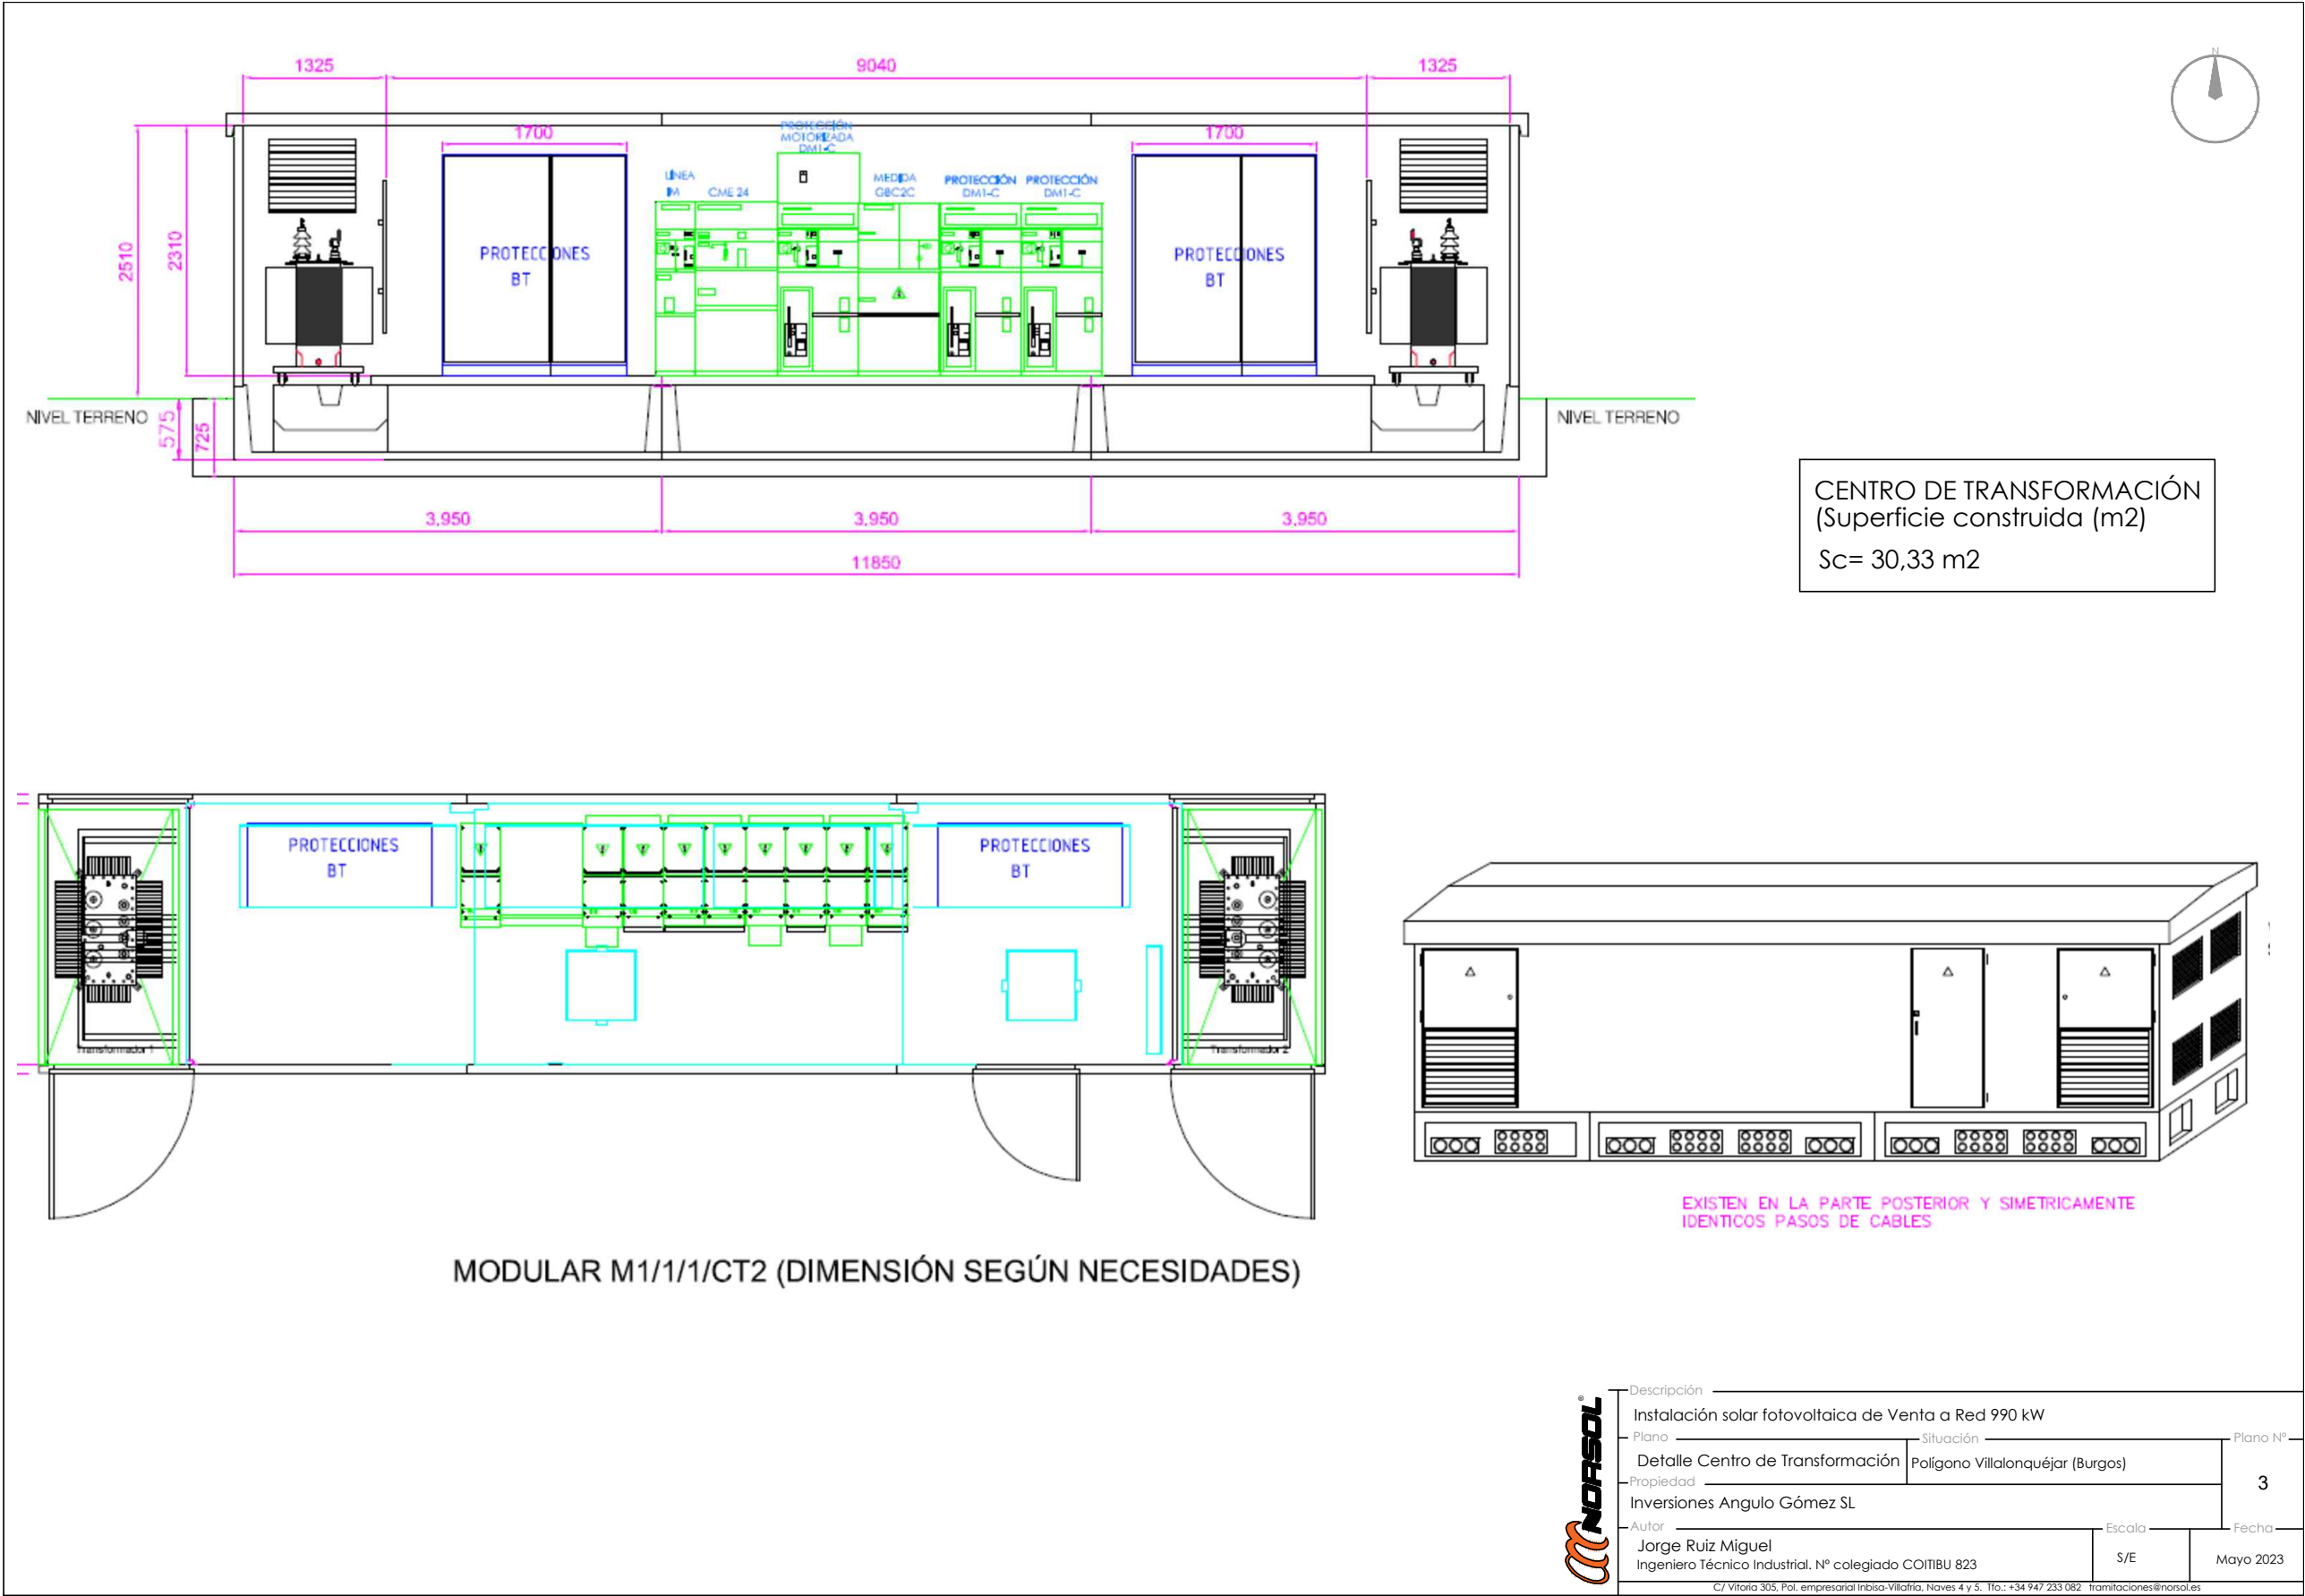 N
1325
9040
1325
1700
PROTECCIÓN
MOTORIZADA
DM1-C
1700
LÍNEA
IM
CME 24
MEDIDA
GBC2C
PROTECCIÓN
DM1-C
PROTECCIÓN
DM1-C
2510
2310
PROTECCIONES
BT
PROTECCIONES
BT
NIVEL TERRENO
575
725
NIVEL TERRENO
3,950
3,950
3,950
11850
CENTRO DE TRANSFORMACIÓN
(Superficie construida (m2)
Sc= 30,33 m2
PROTECCIONES
BT
PROTECCIONES
BT
Transformador 1
Transformador 2
EXISTEN EN LA PARTE POSTERIOR Y SIMETRICAMENTE
IDENTICOS PASOS DE CABLES
MODULAR M1/1/1/CT2 (DIMENSIÓN SEGÚN NECESIDADES)
NORSOL®
Descripción
Instalación solar fotovoltaica de Venta a Red 990 kW
Plano
Situación
Plano Nº
Detalle Centro de Transformación
Polígono Villalonquéjar (Burgos)
3
Propiedad
Inversiones Angulo Gómez SL
Autor
Escala
Fecha
Jorge Ruiz Miguel
Ingeniero Técnico Industrial. Nº colegiado COITIBU 823
S/E
Mayo 2023
C/ Vitoria 305, Pol. empresarial Inbisa-Villafría, Naves 4 y 5. Tfo.: +34 947 233 082 tramitaciones@norsol.es